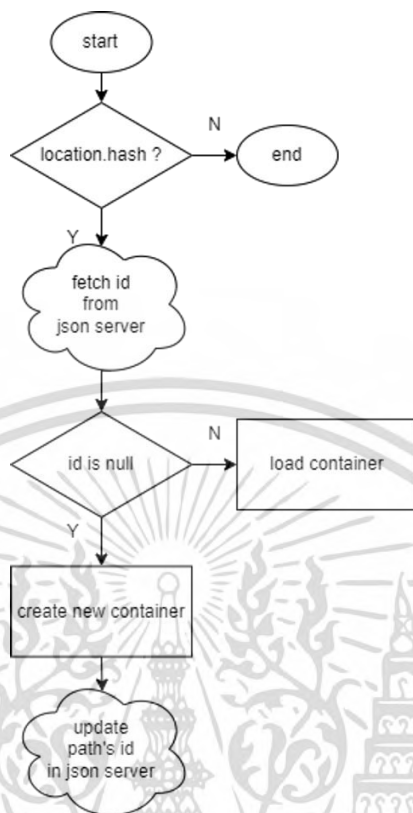 start
location.hash ?
N
end
Y
fetch id
from
json server
id is null
N
load container
Y
create new container
update
path's id
in json server